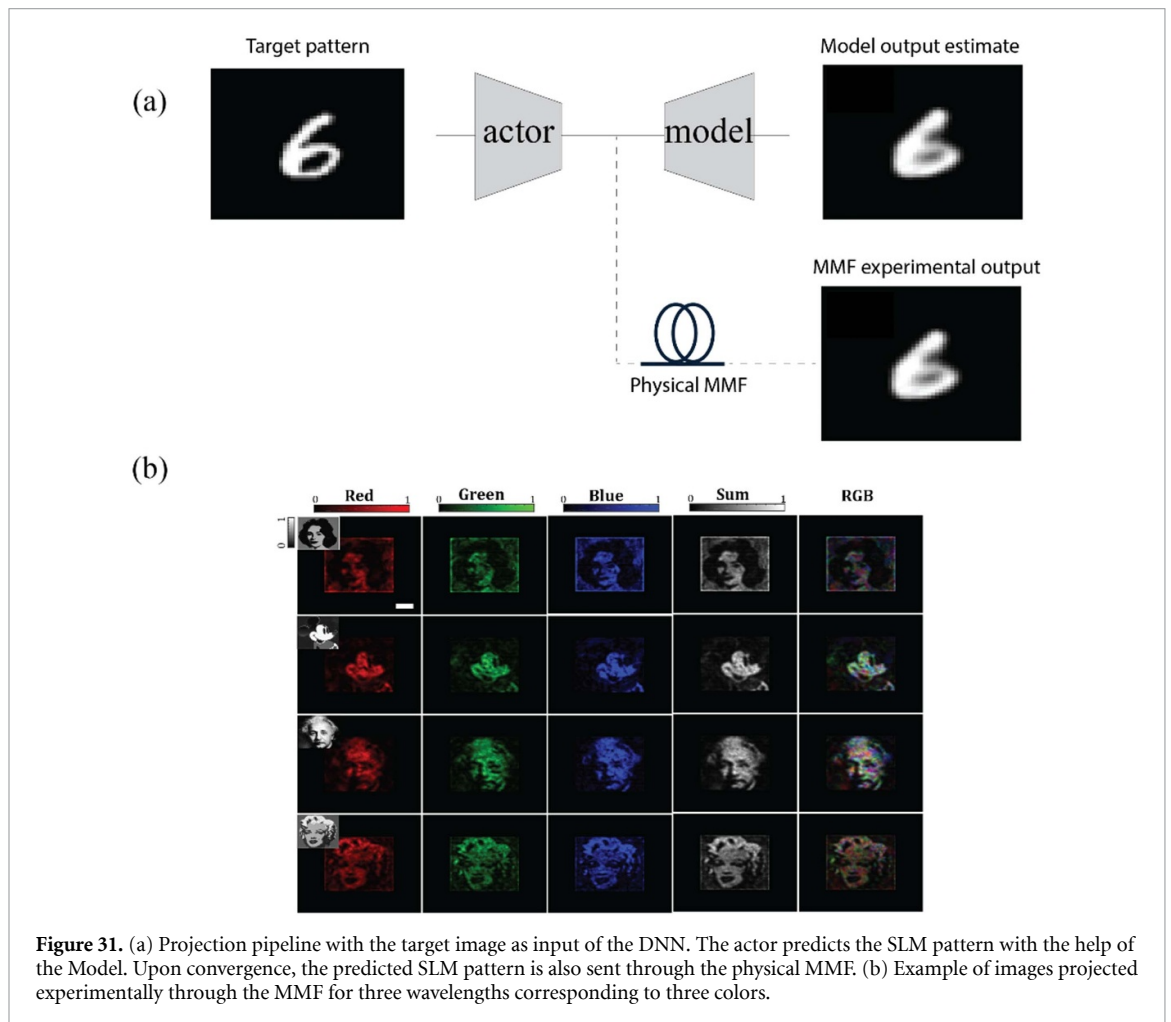 Target pattern
Model output estimate
(a)
actor
model
MMF experimental output
Physical MMF
(b)
0 Red 1
0 Green 1
0 Blue 1
0 Sum 1
RGB
1
0
Figure 31. (a) Projection pipeline with the target image as input of the DNN. The actor predicts the SLM pattern with the help of
the Model. Upon convergence, the predicted SLM pattern is also sent through the physical MMF. (b) Example of images projected
experimentally through the MMF for three wavelengths corresponding to three colors.